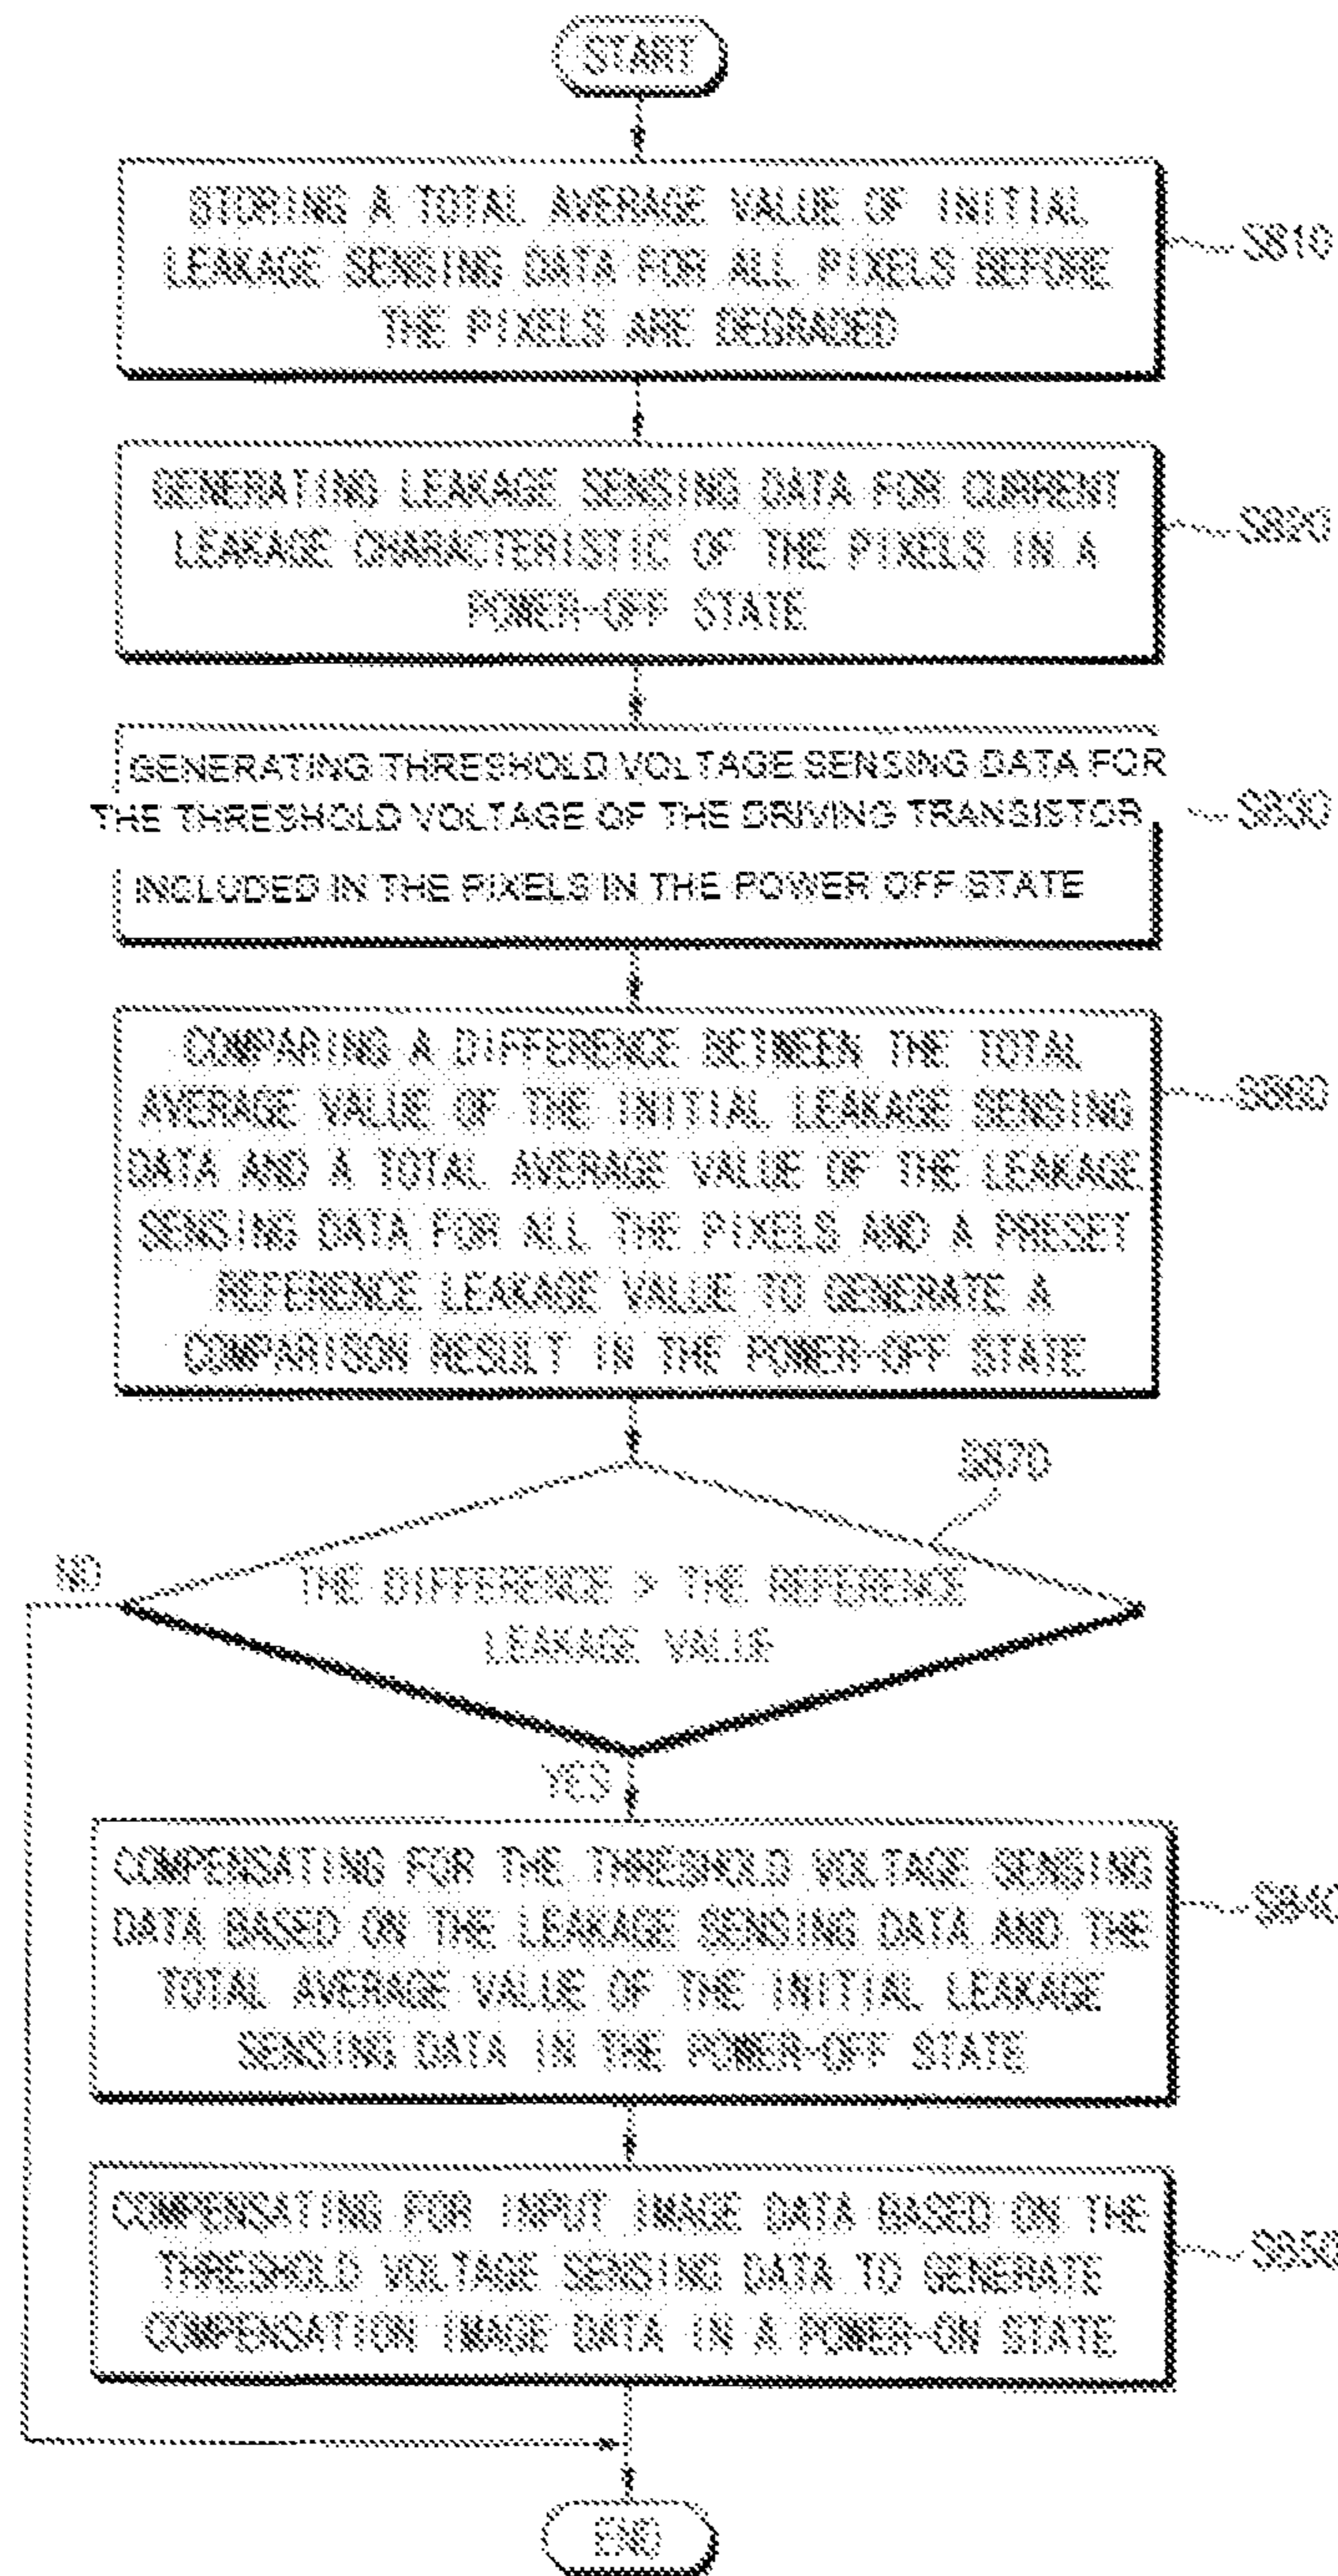 START
STORING A TOTAL AVERAGE VALUE OF INITIAL
LEAKAGE SENSING DATA FOR ALL PIXELS BEFORE
THE PIXELS ARE DEGRADED
S810
GENERATING LEAKAGE SENSING DATA FOR CURRENT
LEAKAGE CHARACTERISTIC OF THE PIXELS IN A
POWER-OFF STATE
S820
GENERATING THRESHOLD VOLTAGE SENSING DATA FOR
THE THRESHOLD VOLTAGE OF THE DRIVING TRANSISTOR
INCLUDED IN THE PIXELS IN THE POWER OFF STATE
S830
COMPARING A DIFFERENCE BETWEEN THE TOTAL
AVERAGE VALUE OF THE INITIAL LEAKAGE SENSING
DATA AND A TOTAL AVERAGE VALUE OF THE LEAKAGE
SENSING DATA FOR ALL THE PIXELS AND A PRESET
REFERENCE LEAKAGE VALUE TO GENERATE A
COMPARISON RESULT IN THE POWER-OFF STATE
S860
S870
NO
THE DIFFERENCE > THE REFERENCE
LEAKAGE VALUE
YES
COMPENSATING FOR THE THRESHOLD VOLTAGE SENSING
DATA BASED ON THE LEAKAGE SENSING DATA AND THE
TOTAL AVERAGE VALUE OF THE INITIAL LEAKAGE
SENSING DATA IN THE POWER-OFF STATE
S840
COMPENSATING FOR INPUT IMAGE DATA BASED ON THE
THRESHOLD VOLTAGE SENSING DATA TO GENERATE
COMPENSATION IMAGE DATA IN A POWER-ON STATE
S850
END